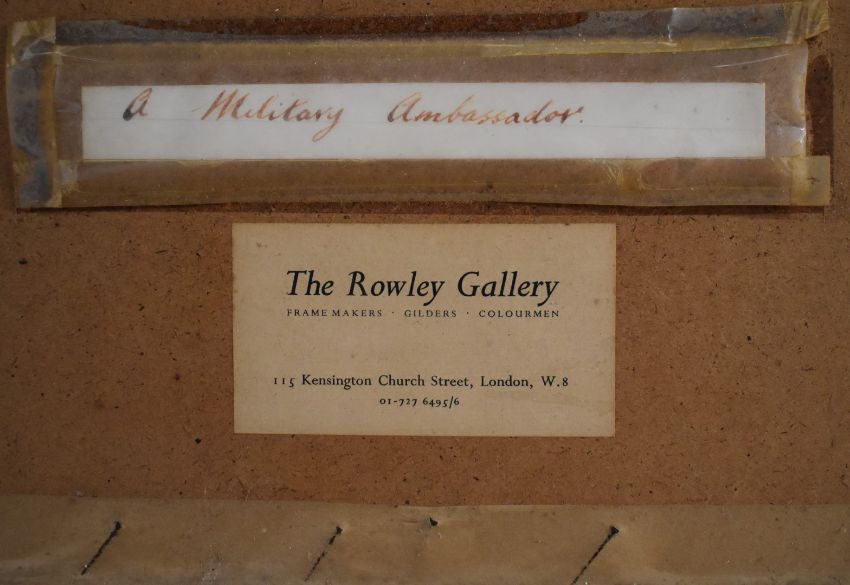 A Military Ambassador.
The Rowley Gallery
FRAME MAKERS · GILDERS · COLOURMEN
115 Kensington Church Street, London, W.8
01-727 6495/6